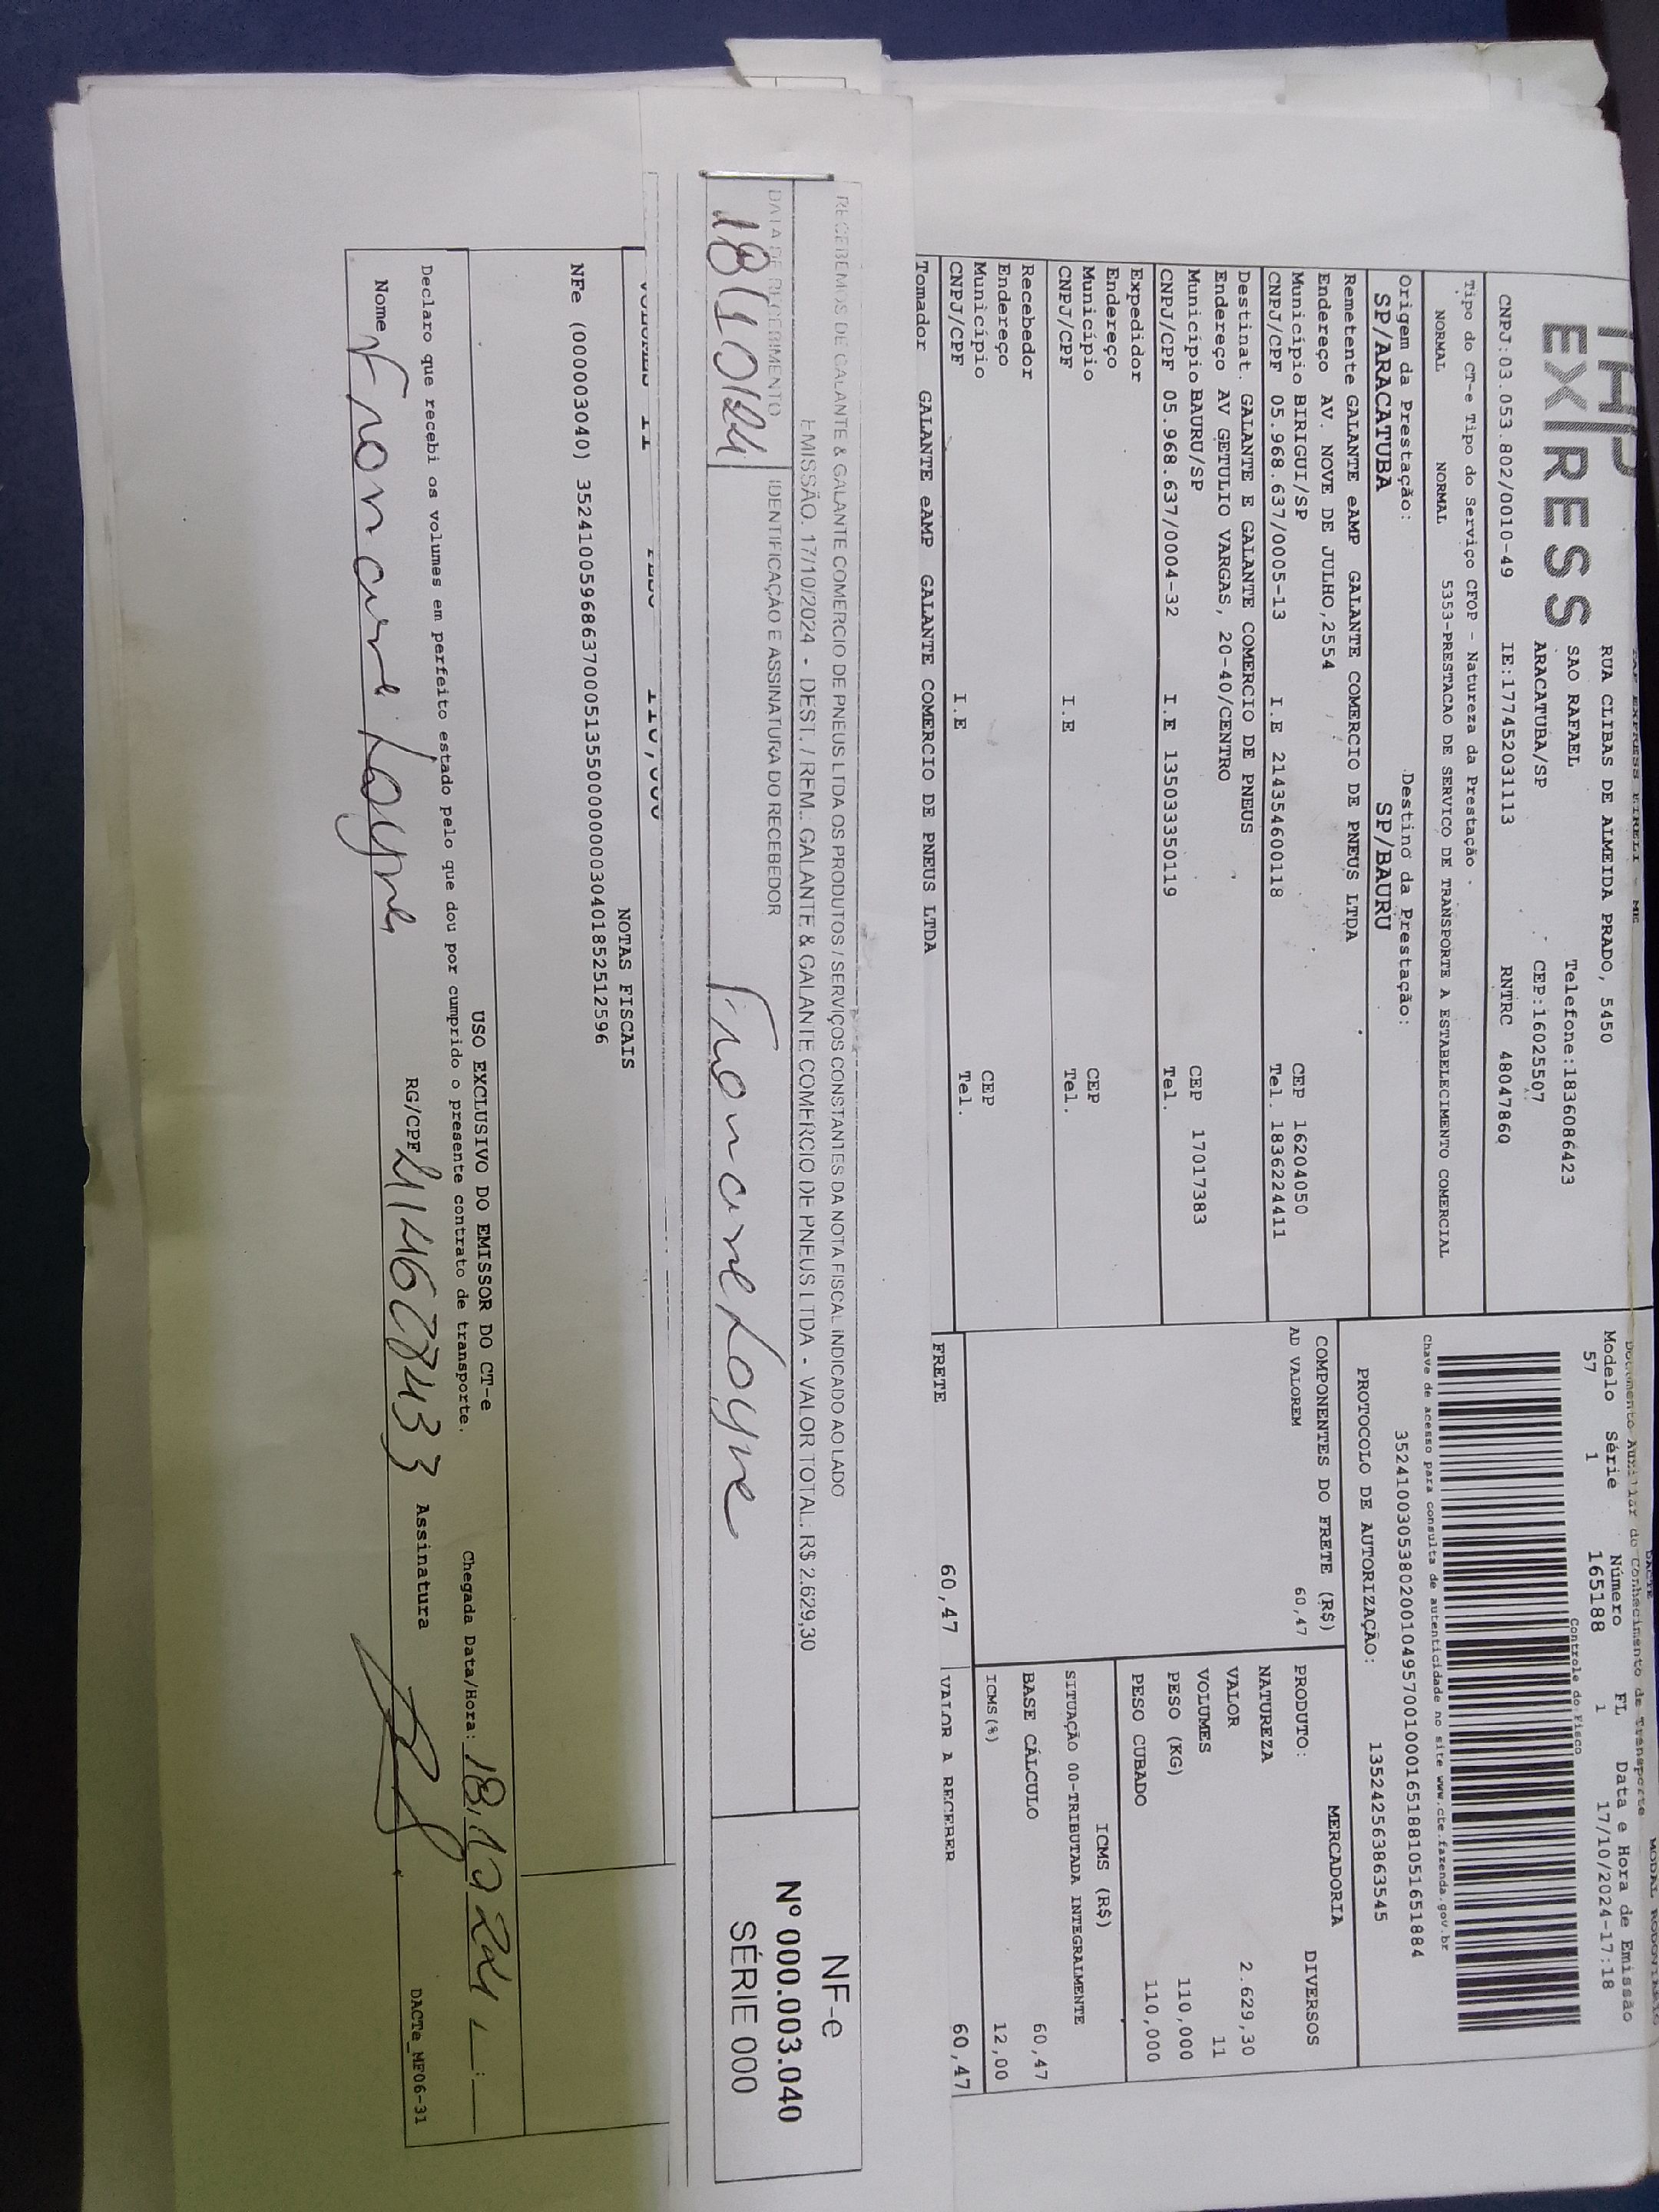 EXPRESS
RUA CLIBAS DE ALMEIDA PRADO, 5450
SAO RAFAEL Telefone:1836086423
ARACATUBA/SP CEP:16025507
CNPJ:03.053.802/0010-49 IE:177452031113 RNTRC 48047860
Tipo do CT-e Tipo do Serviço CFOP - Natureza da Prestação
NORMAL NORMAL 5353-PRESTACAO DE SERVICO DE TRANSPORTE A ESTABELECIMENTO COMERCIAL
Origem da Prestação: Destino da Prestação:
SP/ARACATUBA SP/BAURU
Remetente GALANTE eAMP GALANTE COMERCIO DE PNEUS LTDA
Endereço AV. NOVE DE JULHO,2554
Município BIRIGUI/SP CEP 16204050
CNPJ/CPF 05.968.637/0005-13 I.E 214354600118 Tel. 1836224411
Destinat. GALANTE E GALANTE COMERCIO DE PNEUS
Endereço AV GETULIO VARGAS, 20-40/CENTRO
Município BAURU/SP CEP 17017383
CNPJ/CPF 05.968.637/0004-32 I.E 135033350119 Tel.
Expedidor
Endereço
Município CEP
CNPJ/CPF I.E Tel.
Recebedor
Endereço
Município CEP
CNPJ/CPF I.E Tel.
Tomador GALANTE eAMP GALANTE COMERCIO DE PNEUS LTDA
Documento Auxiliar do Conhecimento de Transporte
Modelo Série Número FL Data e Hora de Emissão
57 1 165188 1 17/10/2024-17:18
Controle do Fisco
Chave de acesso para consulta de autenticidade no site www.cte.fazenda.gov.br
35241003053802001049570010001651881051651884
PROTOCOLO DE AUTORIZAÇÃO: 135242563863545
COMPONENTES DO FRETE (R$)
AD VALOREM 60,47
FRETE 60,47
MERCADORIA
PRODUTO: DIVERSOS
NATUREZA
VALOR 2.629,30
VOLUMES 11
PESO (KG) 110,000
PESO CUBADO 110,000
ICMS (R$)
SITUAÇÃO 00-TRIBUTADA INTEGRALMENTE
BASE CÁLCULO 60,47
ICMS(%) 12,00
VALOR A RECEBER 60,47
RECEBEMOS DE GALANTE & GALANTE COMERCIO DE PNEUS LTDA OS PRODUTOS / SERVIÇOS CONSTANTES DA NOTA FISCAL INDICADO AO LADO
EMISSÃO: 17/10/2024 - DEST. / REM.: GALANTE & GALANTE COMERCIO DE PNEUS LTDA - VALOR TOTAL: R$ 2.629,30
DATA DE RECEBIMENTO IDENTIFICAÇÃO E ASSINATURA DO RECEBEDOR
18/10/24
NF-e
Nº 000.003.040
SÉRIE 000
NOTAS FISCAIS
NFe (000003040) 35241005968637000513550000000030401852512596
USO EXCLUSIVO DO EMISSOR DO CT-e
Declaro que recebi os volumes em perfeito estado pelo que dou por cumprido o presente contrato de transporte.
Chegada Data/Hora: 18/10/24
Nome RG/CPF Assinatura
DACTe_MF06-31